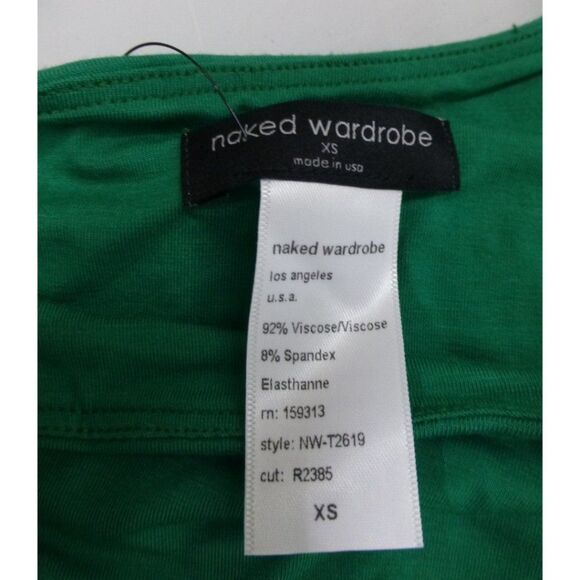 naked wardrobe
XS
made in usa
naked wardrobe
los angeles
u.s.a.
92% Viscose/Viscose
8% Spandex
Elasthanne
rn: 159313
style: NW-T2619
cut: R2385
XS